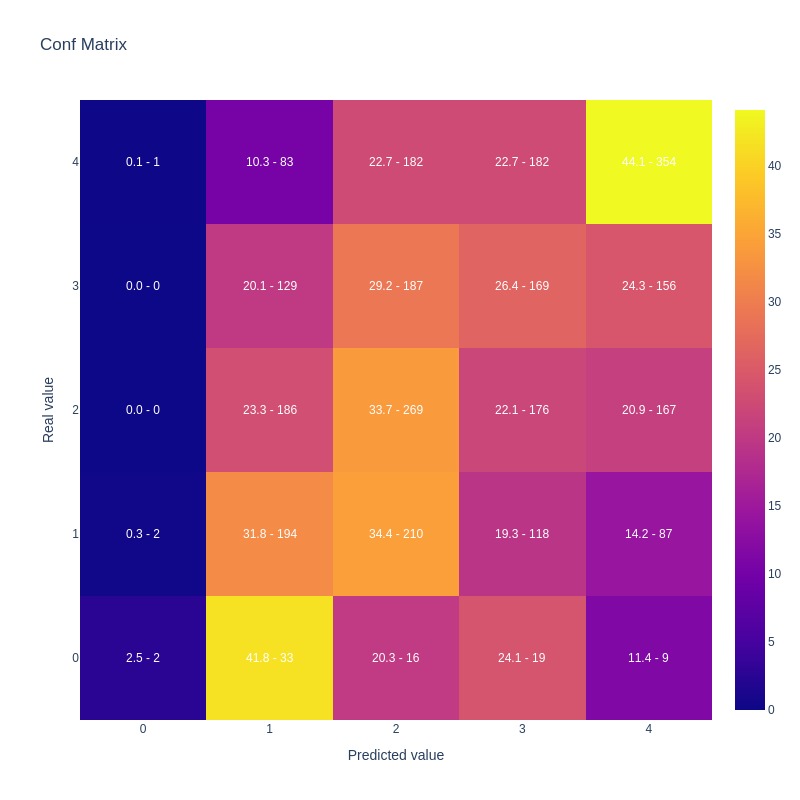 Conf Matrix
4 0.1 - 1 10.3 - 83 22.7 - 182 22.7 - 182 44.1 - 354
3 0.0 - 0 20.1 - 129 29.2 - 187 26.4 - 169 24.3 - 156
2 0.0 - 0 23.3 - 186 33.7 - 269 22.1 - 176 20.9 - 167
1 0.3 - 2 31.8 - 194 34.4 - 210 19.3 - 118 14.2 - 87
0 2.5 - 2 41.8 - 33 20.3 - 16 24.1 - 19 11.4 - 9
0 1 2 3 4
Predicted value
Real value
40
35
30
25
20
15
10
5
0